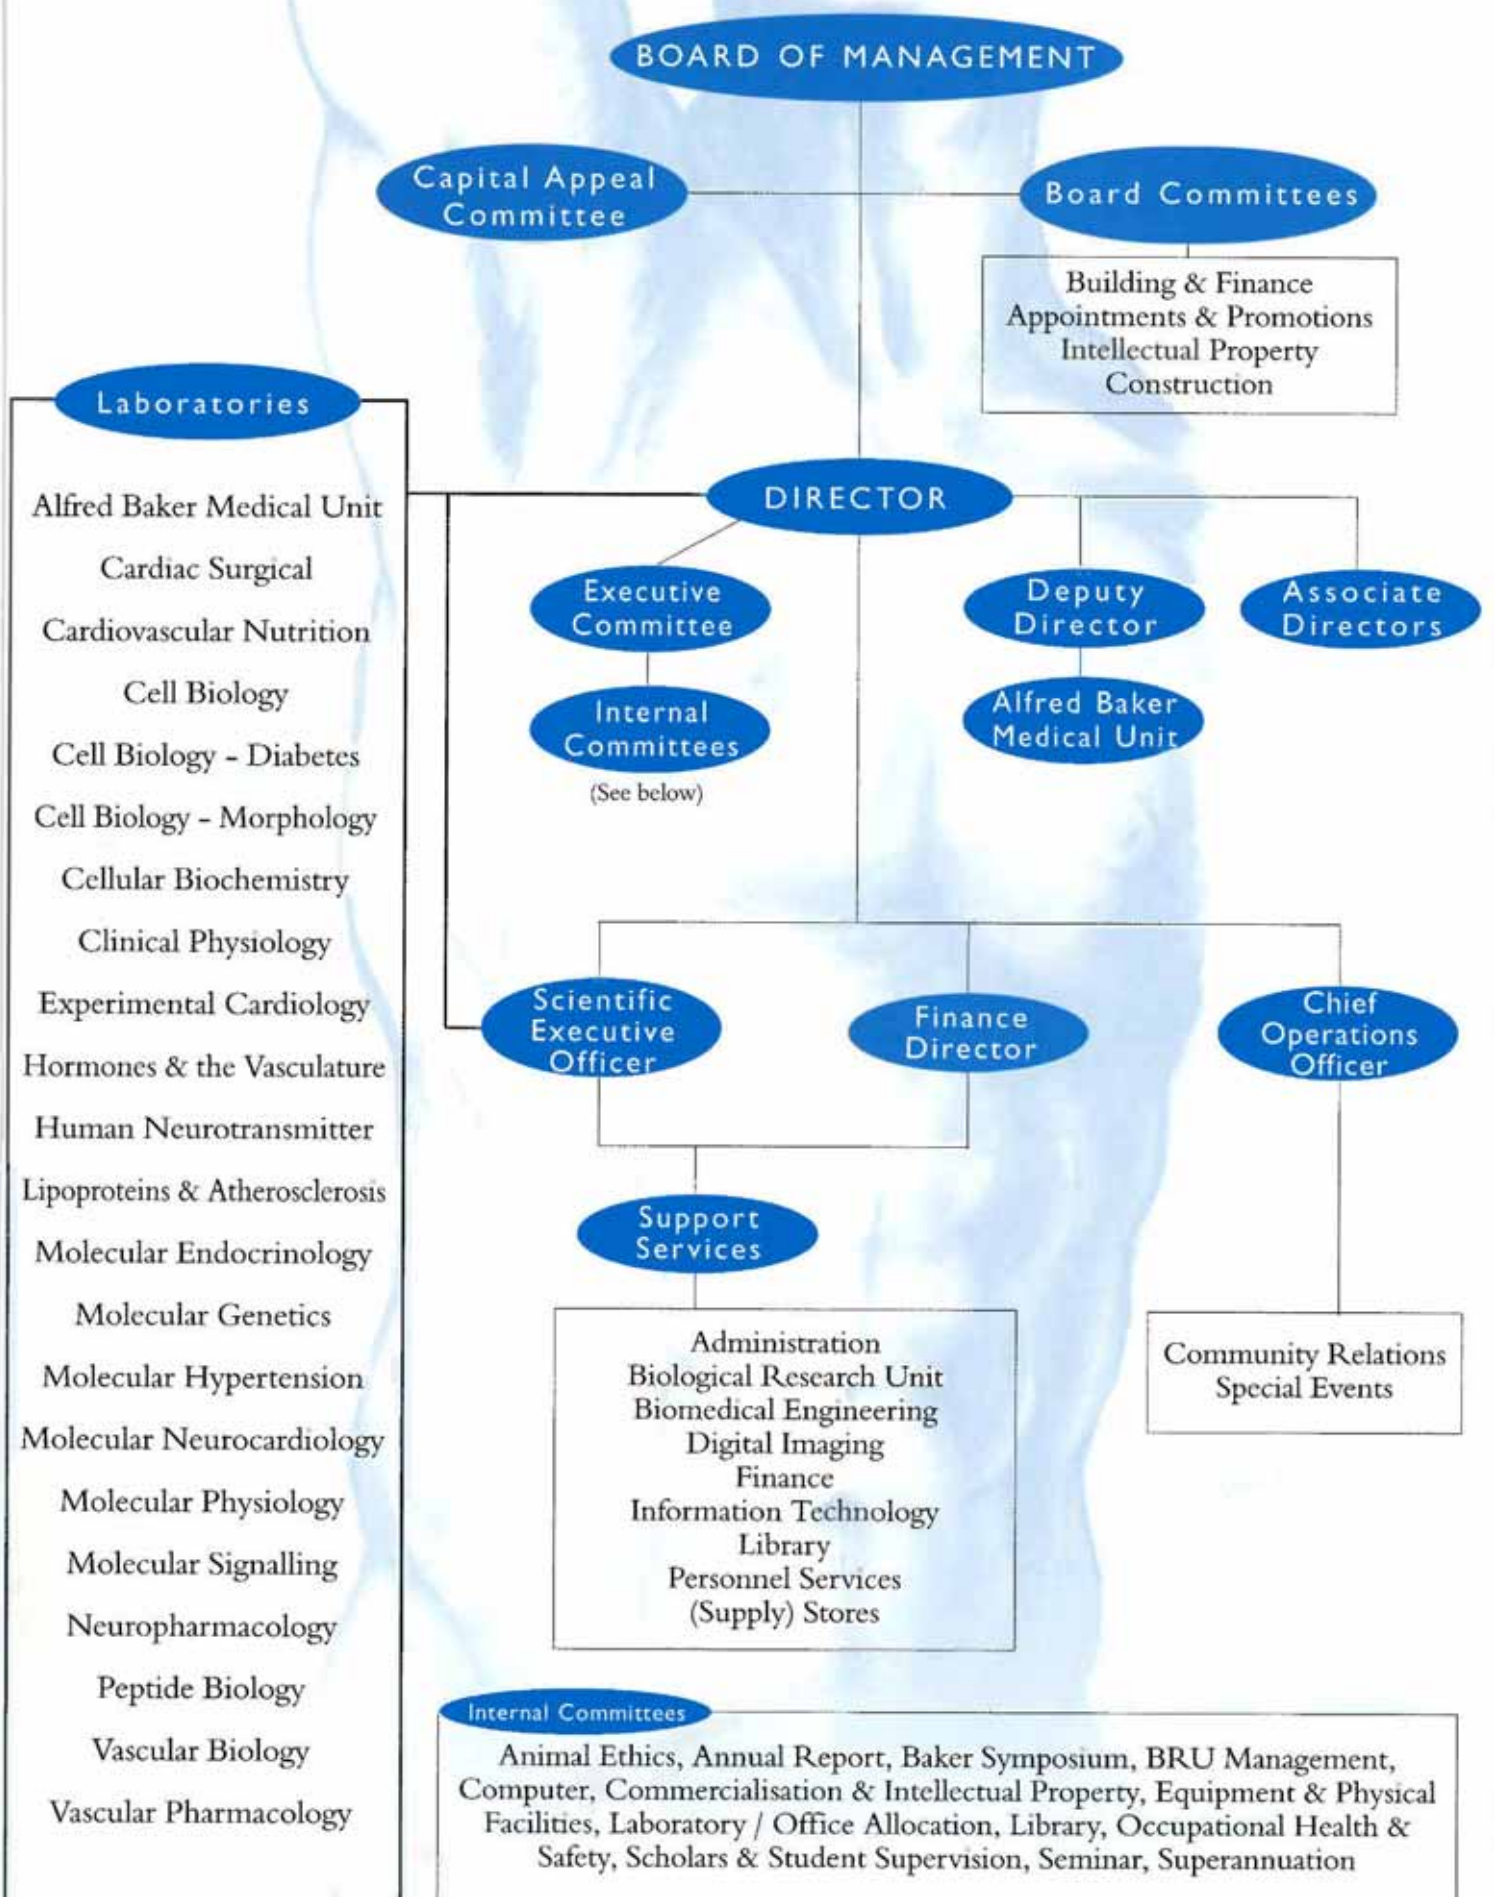 BOARD OF MANAGEMENT
Capital Appeal
Committee
Board Committees
Building & Finance
Appointments & Promotions
Intellectual Property
Construction
Laboratories
Alfred Baker Medical Unit
Cardiac Surgical
Cardiovascular Nutrition
Cell Biology
Cell Biology - Diabetes
Cell Biology - Morphology
Cellular Biochemistry
Clinical Physiology
Experimental Cardiology
Hormones & the Vasculature
Human Neurotransmitter
Lipoproteins & Atherosclerosis
Molecular Endocrinology
Molecular Genetics
Molecular Hypertension
Molecular Neurocardiology
Molecular Physiology
Molecular Signalling
Neuropharmacology
Peptide Biology
Vascular Biology
Vascular Pharmacology
DIRECTOR
Executive
Committee
Internal
Committees
(See below)
Deputy
Director
Alfred Baker
Medical Unit
Associate
Directors
Scientific
Executive
Officer
Finance
Director
Chief
Operations
Officer
Support
Services
Administration
Biological Research Unit
Biomedical Engineering
Digital Imaging
Finance
Information Technology
Library
Personnel Services
(Supply) Stores
Community Relations
Special Events
Internal Committees
Animal Ethics, Annual Report, Baker Symposium, BRU Management,
Computer, Commercialisation & Intellectual Property, Equipment & Physical
Facilities, Laboratory / Office Allocation, Library, Occupational Health &
Safety, Scholars & Student Supervision, Seminar, Superannuation